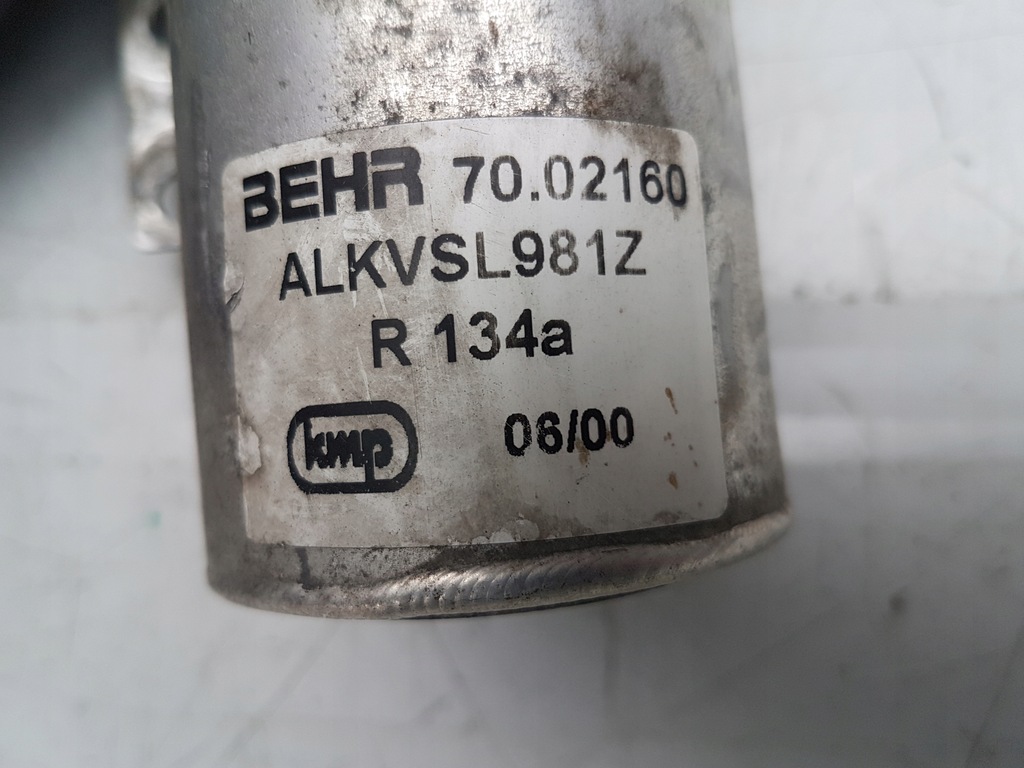 BEHR 70.02160
ALKVSL981Z
R 134a
kmp 06/00